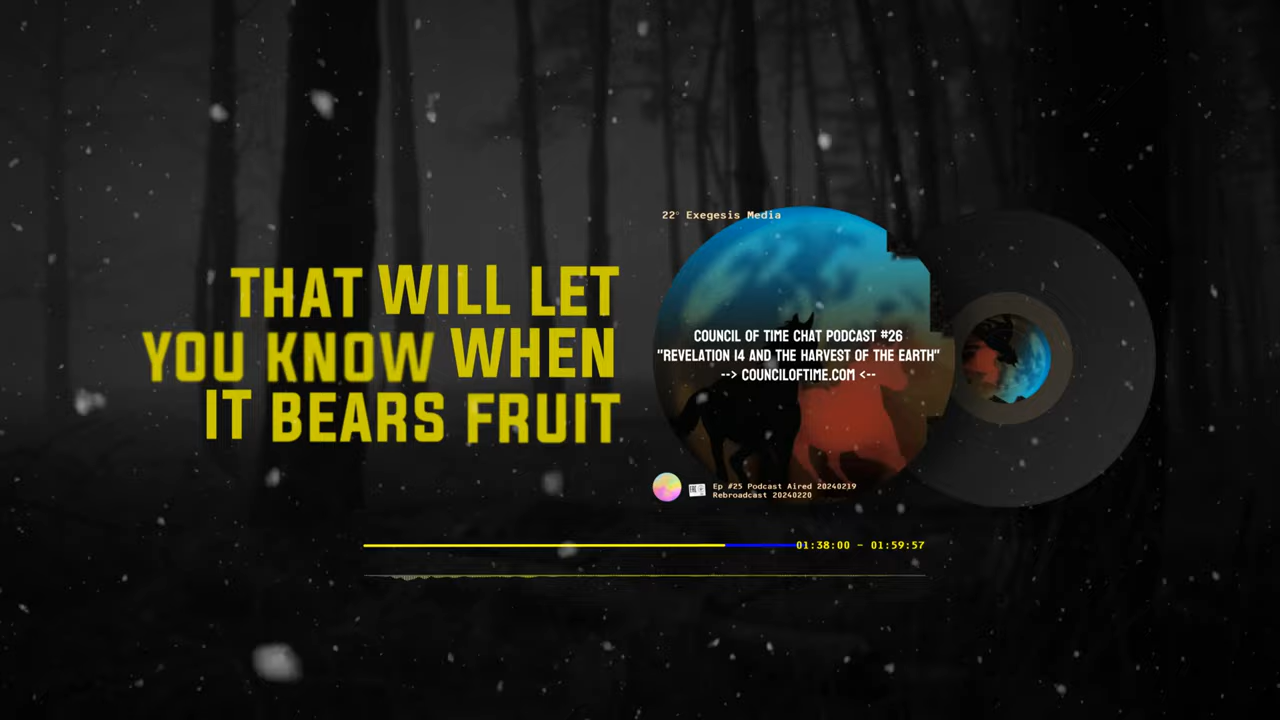 THAT WILL LET
YOU KNOW WHEN
IT BEARS FRUIT
22° Exegesis Media
COUNCIL OF TIME CHAT PODCAST #26
"REVELATION 14 AND THE HARVEST OF THE EARTH"
--> COUNCILOFTIME.COM <--
Ep #25 Podcast Aired 20240219
Rebroadcast 20240220
01:38:00 - 01:59:57